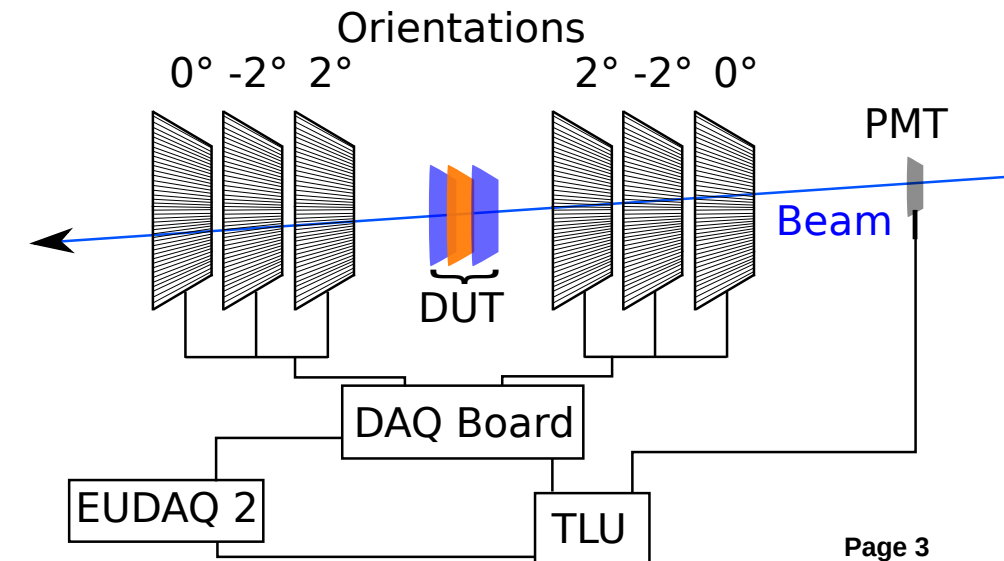 Orientations
0° -2° 2°
2° -2° 0°
PMT
Beam
DUT
DAQ Board
EUDAQ 2
TLU
Page 3